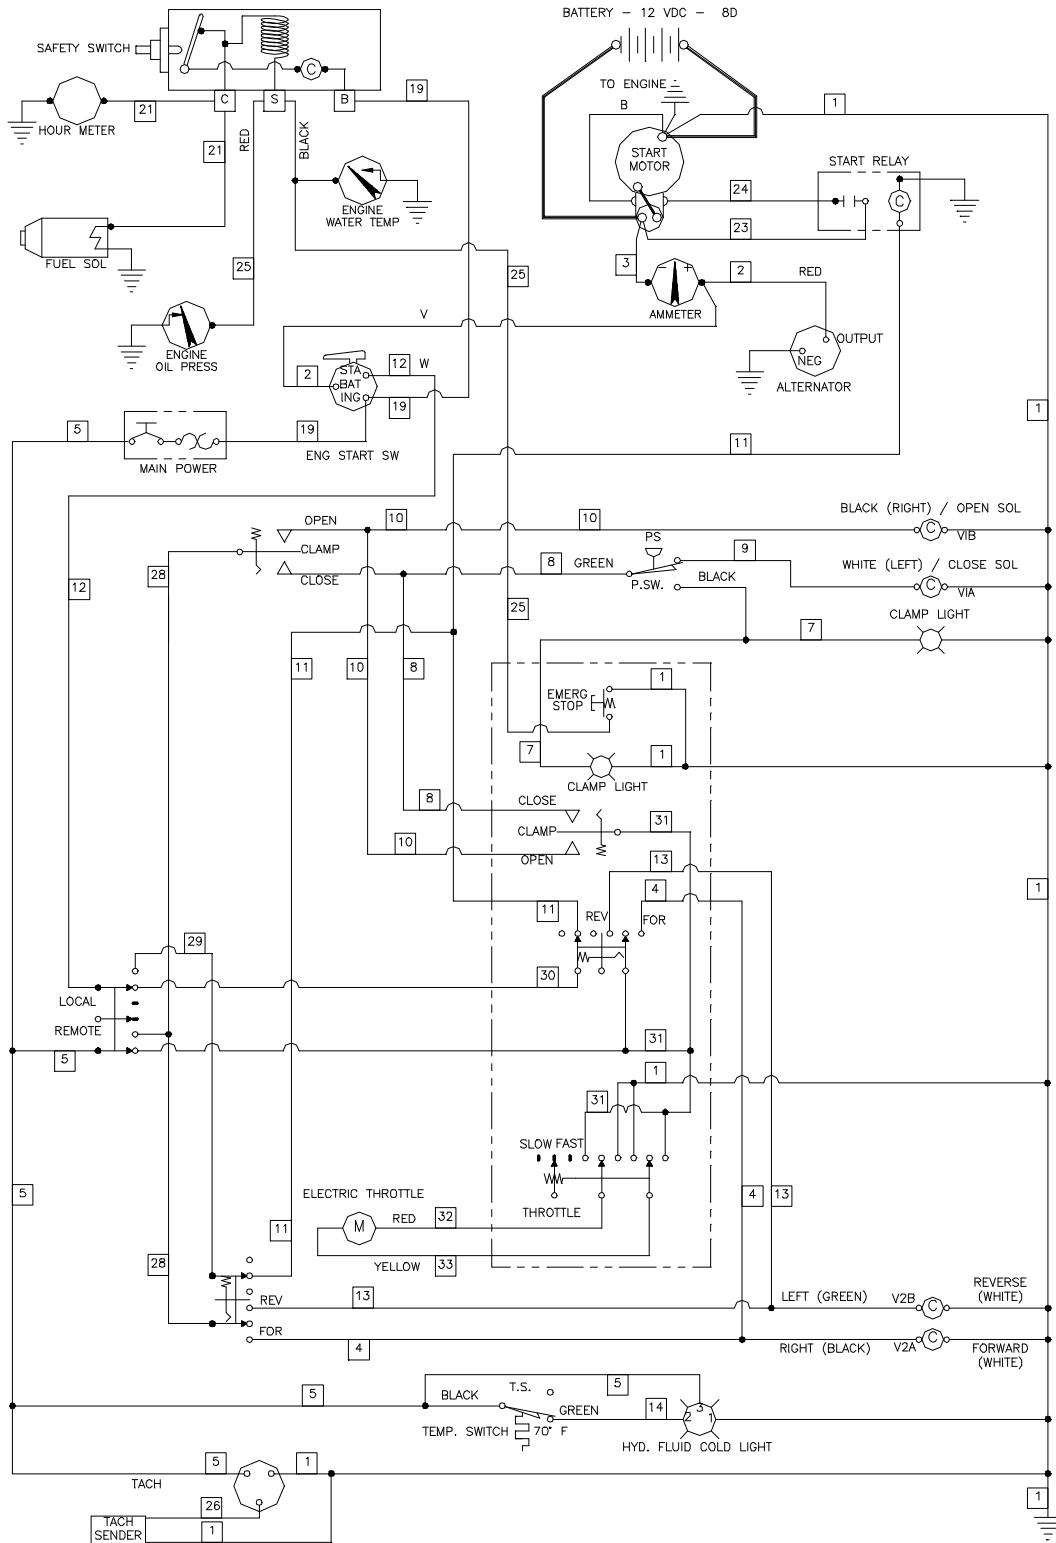 BATTERY - 12 VDC - 8D
SAFETY SWITCH
C
TO ENGINE
C
S
B
19
B
1
21
HOUR METER
RED
BLACK
21
START
MOTOR
START RELAY
24
C
ENGINE
WATER TEMP
23
FUEL SOL
25
25
3
- +
2
RED
AMMETER
V
OUTPUT
NEG
ALTERNATOR
ENGINE
OIL PRESS
2
STA
BAT
ING
12
W
19
1
5
19
MAIN POWER
ENG START SW
11
BLACK (RIGHT) / OPEN SOL
OPEN
10
10
C
VIB
CLAMP
PS
9
WHITE (LEFT) / CLOSE SOL
28
CLOSE
8
GREEN
P.SW.
BLACK
C
VIA
12
25
CLAMP LIGHT
7
11
10
8
1
EMERG
STOP
7
1
CLAMP LIGHT
8
CLOSE
CLAMP
31
10
OPEN
13
4
1
11
REV
FOR
29
30
LOCAL
REMOTE
5
31
1
31
SLOW FAST
5
ELECTRIC THROTTLE
THROTTLE
4
13
M
RED
32
11
28
YELLOW
33
REV
13
LEFT (GREEN)
V2B
C
REVERSE
(WHITE)
FOR
4
RIGHT (BLACK)
V2A
C
FORWARD
(WHITE)
5
BLACK
T.S.
5
GREEN
14
2 3 1
TEMP. SWITCH
70° F
HYD. FLUID COLD LIGHT
5
1
TACH
1
26
TACH
SENDER
1